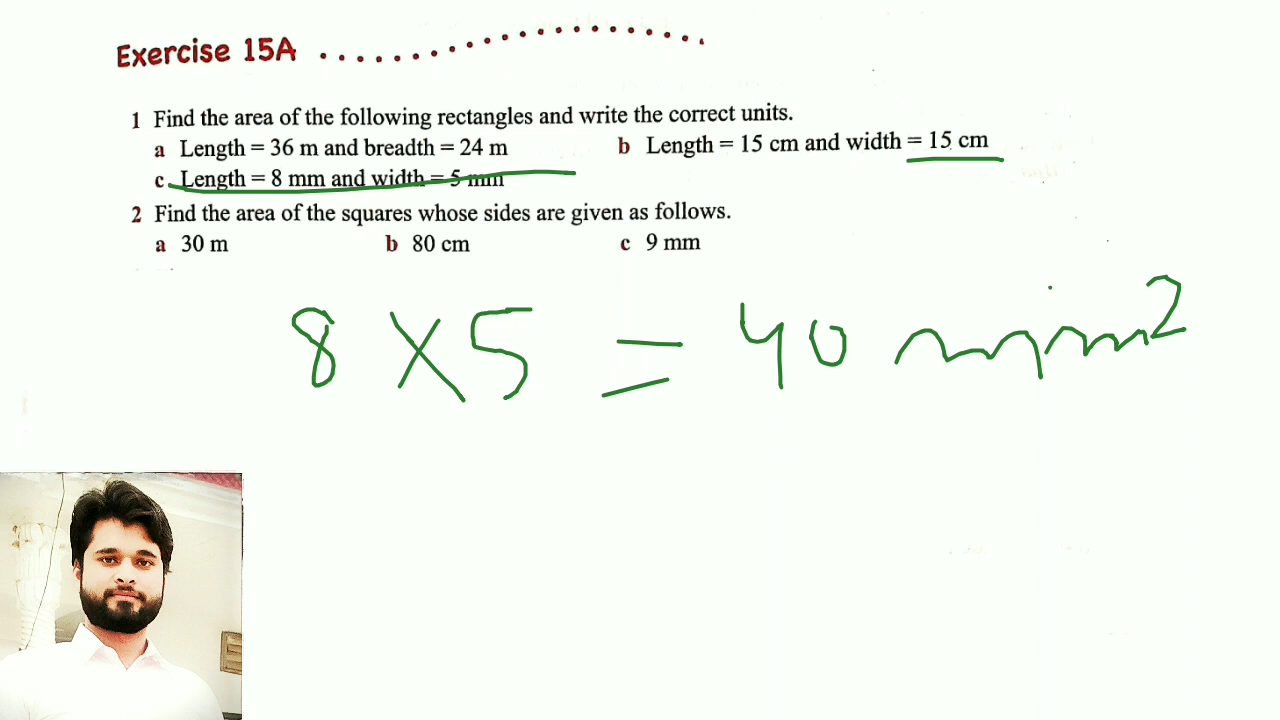 Exercise 15A
1 Find the area of the following rectangles and write the correct units.
a Length = 36 m and breadth = 24 m b Length = 15 cm and width = 15 cm
c Length = 8 mm and width = 5 mm
2 Find the area of the squares whose sides are given as follows.
a 30 m b 80 cm c 9 mm
8 X 5 = 40 mm²